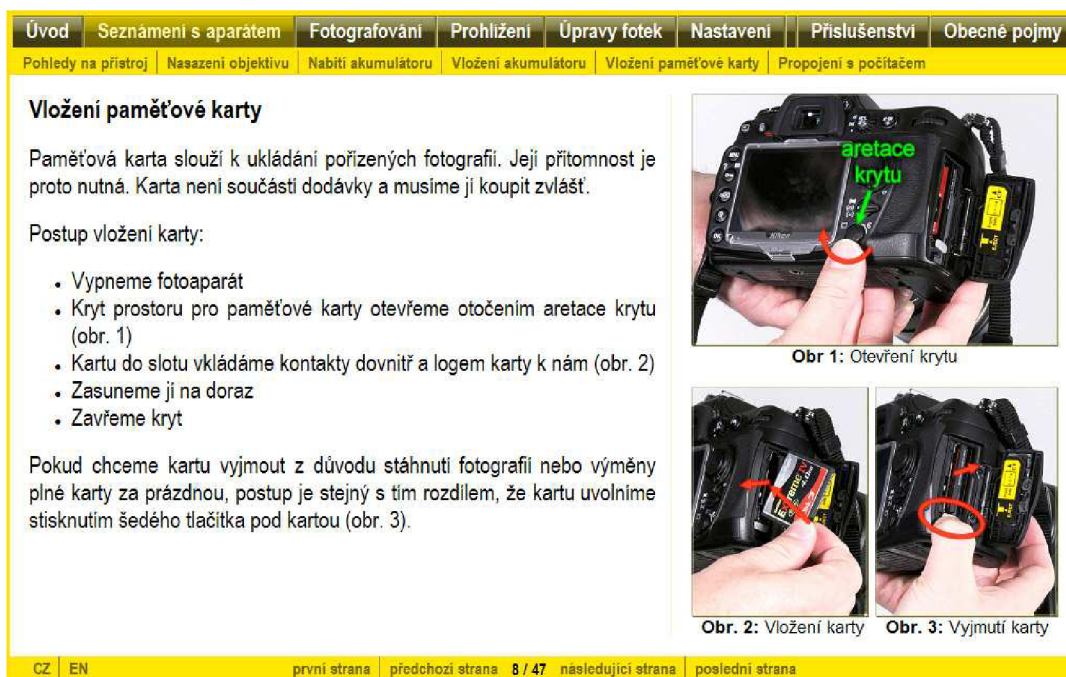 Úvod Seznámení s aparátem Fotografování Prohlížení Úpravy fotek Nastavení Příslušenství Obecné pojmy
Pohledy na přístroj Nasazení objektivu Nabití akumulátoru Vložení akumulátoru Vložení paměťové karty Propojení s počítačem
Vložení paměťové karty
Paměťová karta slouží k ukládání pořízených fotografií. Její přítomnost je
proto nutná. Karta není součástí dodávky a musíme ji koupit zvlášť.
Postup vložení karty:
• Vypneme fotoaparát
• Kryt prostoru pro paměťové karty otevřeme otočením aretace krytu
(obr. 1)
• Kartu do slotu vkládáme kontakty dovnitř a logem karty k nám (obr. 2)
• Zasuneme ji na doraz
• Zavřeme kryt
Pokud chceme kartu vyjmout z důvodu stáhnutí fotografií nebo výměny
plné karty za prázdnou, postup je stejný s tím rozdílem, že kartu uvolníme
stisknutím šedého tlačítka pod kartou (obr. 3).
aretace
krytu
Nikon
Obr 1: Otevření krytu
Extreme IV
4.0
Obr. 2: Vložení karty
Obr. 3: Vyjmutí karty
CZ EN první strana předchozí strana 8 / 47 následující strana poslední strana